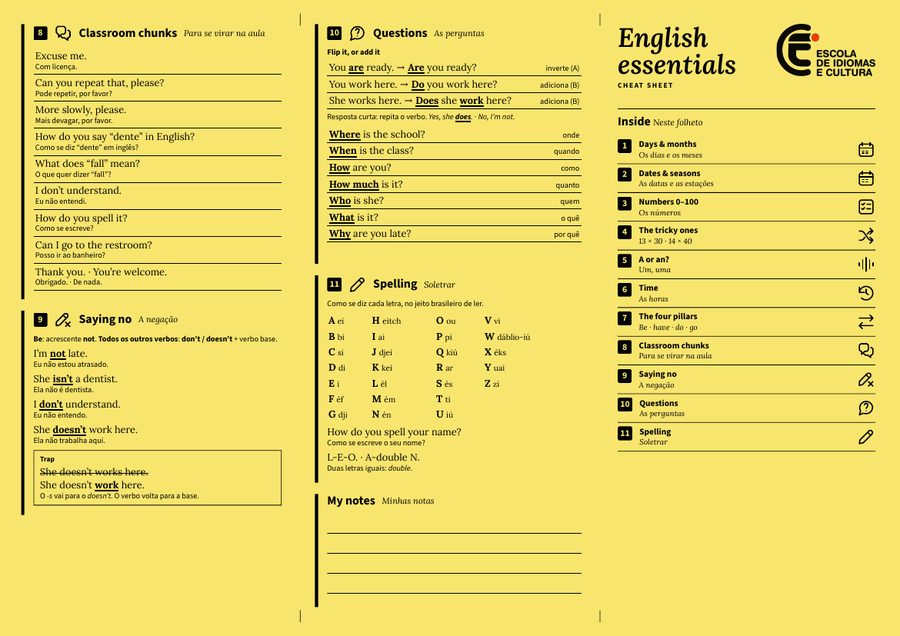 8 Classroom chunks Para se virar na aula
Excuse me.
Com licença.
Can you repeat that, please?
Pode repetir, por favor?
More slowly, please.
Mais devagar, por favor.
How do you say “dente” in English?
Como se diz “dente” em inglês?
What does “fall” mean?
O que quer dizer “fall”?
I don’t understand.
Eu não entendi.
How do you spell it?
Como se escreve?
Can I go to the restroom?
Posso ir ao banheiro?
Thank you. · You’re welcome.
Obrigado. · De nada.
9 Saying no A negação
Be: acrescente not. Todos os outros verbos: don’t / doesn’t + verbo base.
I’m not late.
Eu não estou atrasado.
She isn’t a dentist.
Ela não é dentista.
I don’t understand.
Eu não entendo.
She doesn’t work here.
Ela não trabalha aqui.
Trap
She doesn’t works here.
She doesn’t work here.
O -s vai para o doesn’t. O verbo volta para a base.
10 Questions As perguntas
Flip it, or add it
You are ready. → Are you ready? inverte (A)
You work here. → Do you work here? adiciona (B)
She works here. → Does she work here? adiciona (B)
Resposta curta: repita o verbo. Yes, she does. · No, I’m not.
Where is the school? onde
When is the class? quando
How are you? como
How much is it? quanto
Who is she? quem
What is it? o quê
Why are you late? por quê
11 Spelling Soletrar
Como se diz cada letra, no jeito brasileiro de ler.
A ei H eitch O ou V vi
B bi I ai P pi W dáblio-iú
C si J djei Q kiú X éks
D di K kei R ar Y uai
E i L él S és Z zi
F éf M ém T ti
G dji N én U iú
How do you spell your name?
Como se escreve o seu nome?
L-E-O. · A-double N.
Duas letras iguais: double.
My notes Minhas notas
English
essentials
CHEAT SHEET
ESCOLA
DE IDIOMAS
E CULTURA
Inside Neste folheto
1 Days & months
Os dias e os meses
2 Dates & seasons
As datas e as estações
3 Numbers 0–100
Os números
4 The tricky ones
13 × 30 · 14 × 40
5 A or an?
Um, uma
6 Time
As horas
7 The four pillars
Be · have · do · go
8 Classroom chunks
Para se virar na aula
9 Saying no
A negação
10 Questions
As perguntas
11 Spelling
Soletrar